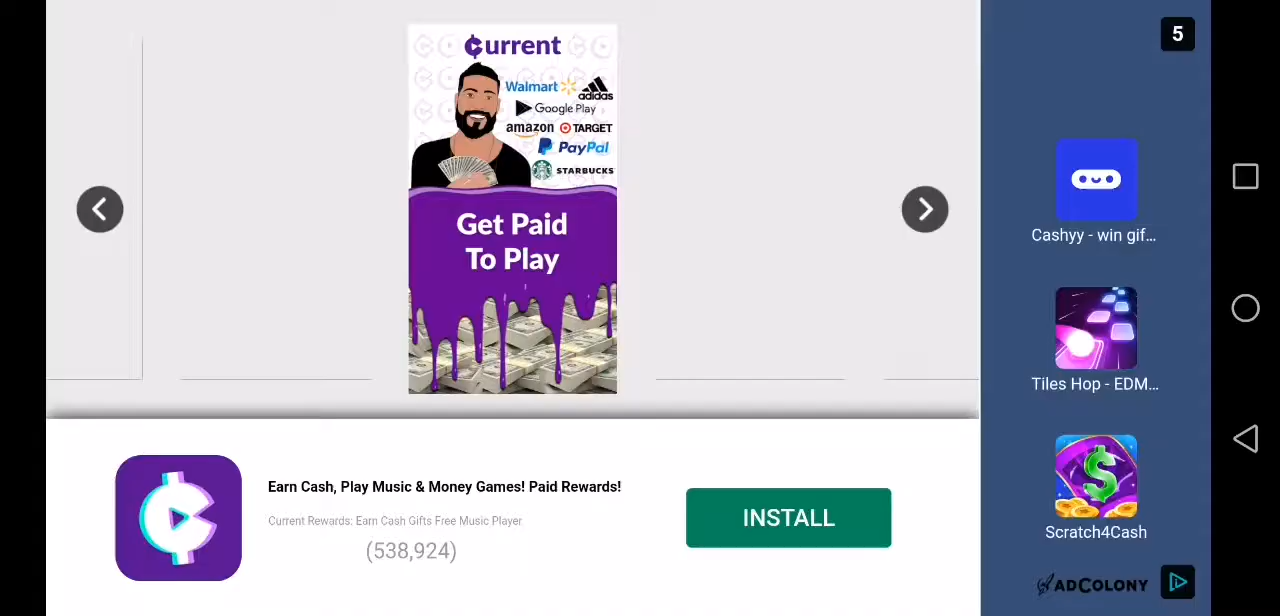 ¢urrent
Walmart
adidas
Google Play
amazon TARGET
PayPal
STARBUCKS
Get Paid
To Play
Earn Cash, Play Music & Money Games! Paid Rewards!
Current Rewards: Earn Cash Gifts Free Music Player
(538,924)
INSTALL
5
Cashyy - win gif...
Tiles Hop - EDM...
Scratch4Cash
ADCOLONY